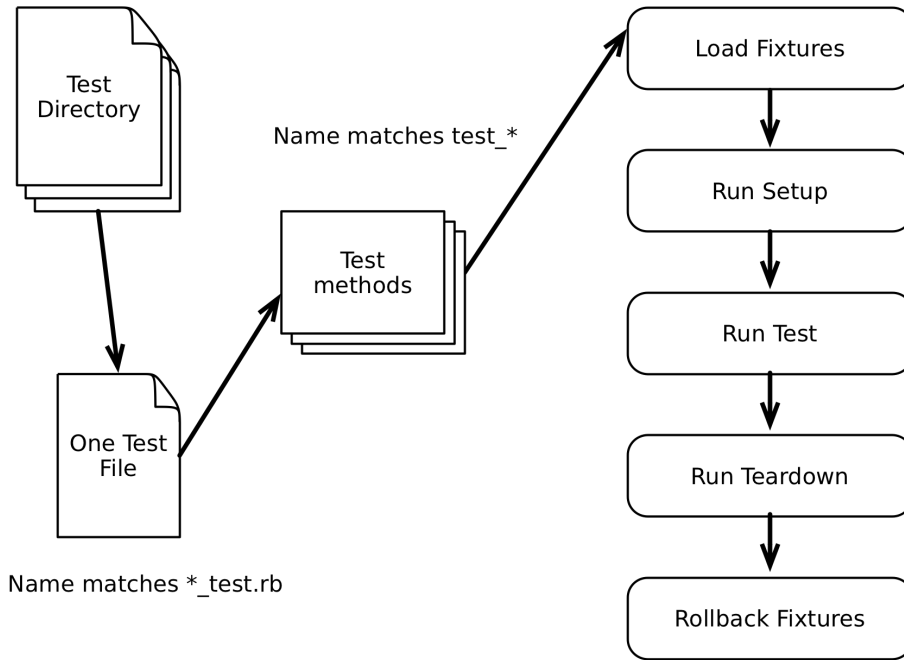 Test
Directory
One Test
File
Name matches *_test.rb
Test
methods
Name matches test_*
Load Fixtures
Run Setup
Run Test
Run Teardown
Rollback Fixtures